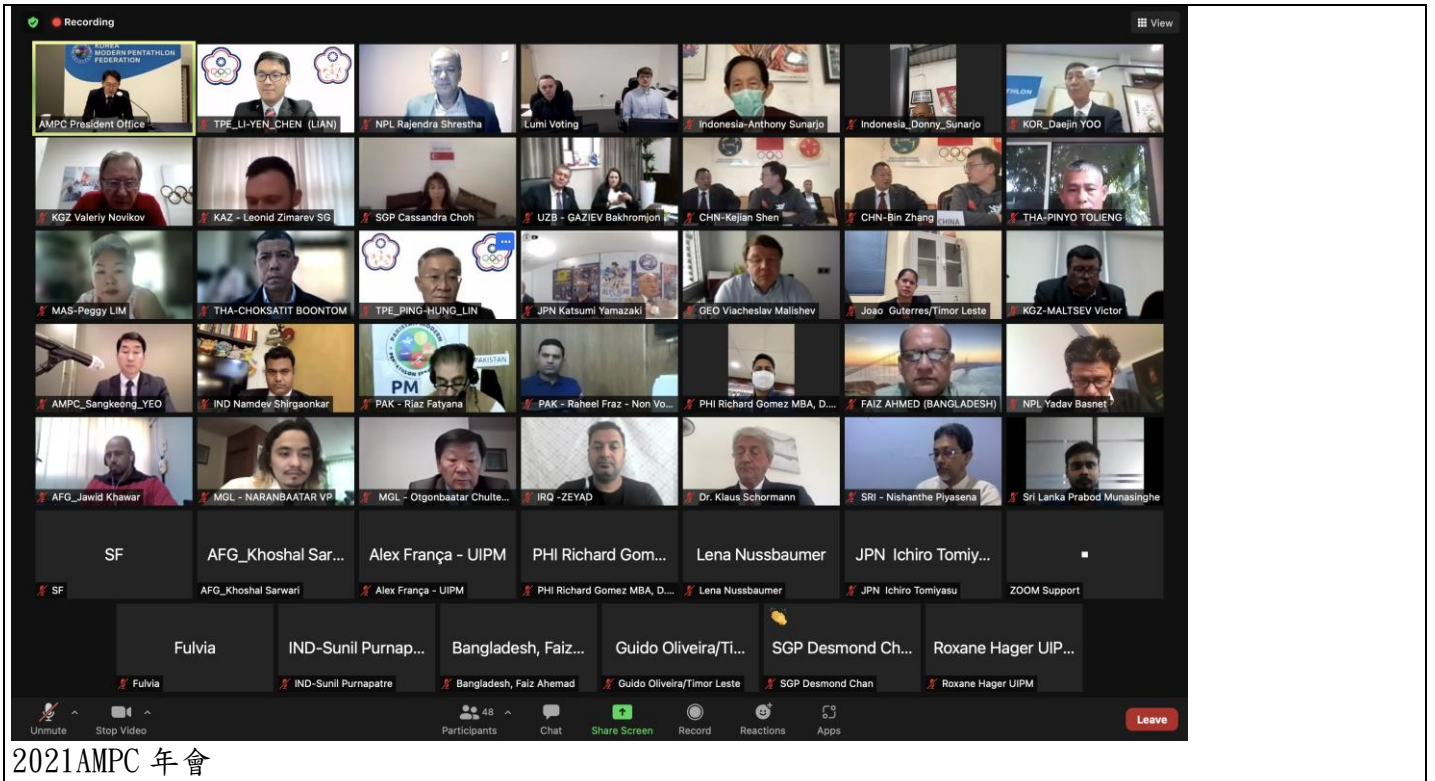 Recording
View
KOREA
MODERN PENTATHLON
FEDERATION
AMPC President Office
TPE_LI-YEN_CHEN (LIAN)
NPL Rajendra Shrestha
Lumi Voting
Indonesia-Anthony Sunarjo
Indonesia_Donny_Sunarjo
KOR_Daejin YOO
KGZ Valeriy Novikov
KAZ - Leonid Zimarev SG
SGP Cassandra Choh
UZB - GAZIEV Bakhromjon
CHN-Kejian Shen
CHN-Bin Zhang
CHINA
THA-PINYO TOLIENG
MAS-Peggy LIM
THA-CHOKSATIT BOONTOM
TPE_PING-HUNG_LIN
JPN Katsumi Yamazaki
GEO Viacheslav Malishev
Joao Guterres/Timor Leste
KGZ-MALTSEV Victor
AMPC_Sangkeong_YEO
IND Namdev Shirgaonkar
PM
PAKISTAN
PAK - Riaz Fatyana
PAK - Raheel Fraz - Non Vo...
PHI Richard Gomez MBA, D....
FAIZ AHMED (BANGLADESH)
NPL Yadav Basnet
AFG_Jawid Khawar
MGL - NARANBAATAR VP
MGL - Otgonbaatar Chulte...
IRQ -ZEYAD
Dr. Klaus Schormann
SRI - Nishanthe Piyasena
Sri Lanka Prabod Munasinghe
SF
AFG_Khoshal Sar...
Alex França - UIPM
PHI Richard Gom...
Lena Nussbaumer
JPN Ichiro Tomiy...
SF
AFG_Khoshal Sarwari
Alex França - UIPM
PHI Richard Gomez MBA, D....
Lena Nussbaumer
JPN Ichiro Tomiyasu
ZOOM Support
Fulvia
IND-Sunil Purnap...
Bangladesh, Faiz...
Guido Oliveira/Ti...
SGP Desmond Ch...
Roxane Hager UIP...
Fulvia
IND-Sunil Purnapatre
Bangladesh, Faiz Ahemad
Guido Oliveira/Timor Leste
SGP Desmond Chan
Roxane Hager UIPM
48
Unmute
Stop Video
Participants
Chat
Share Screen
Record
Reactions
Apps
Leave
2021AMPC 年會